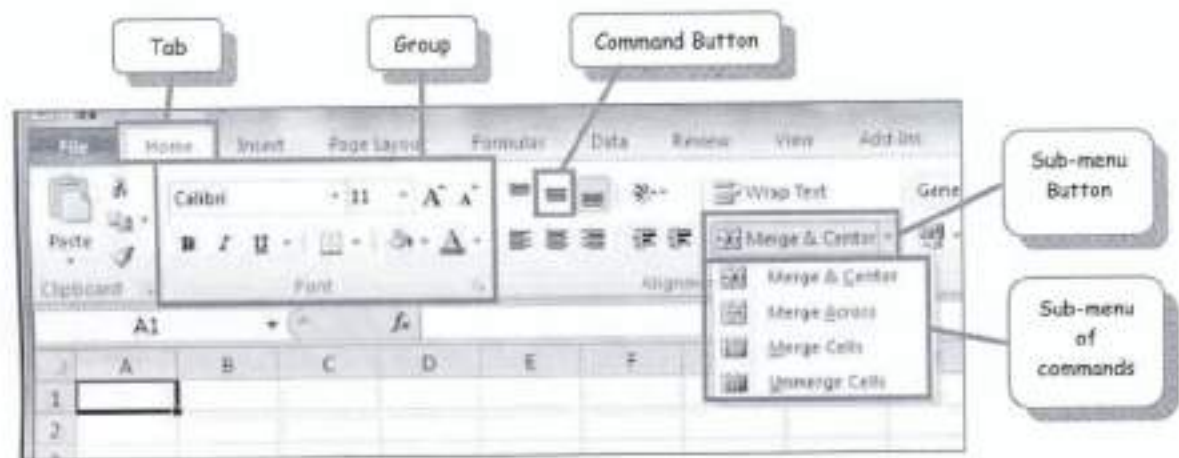 Tab
Group
Command Button
File Home Insert Page Layout Formulas Data Review View Add-Ins
Sub-menu
Button
Calibri 11 A A
Wrap Text
Gene
Paste
B I U A
Merge & Center
Clipboard
Font
Merge & Center
Merge Across
Merge Cells
Unmerge Cells
Sub-menu
of
commands
A1 fx
A B C D E F
1
2